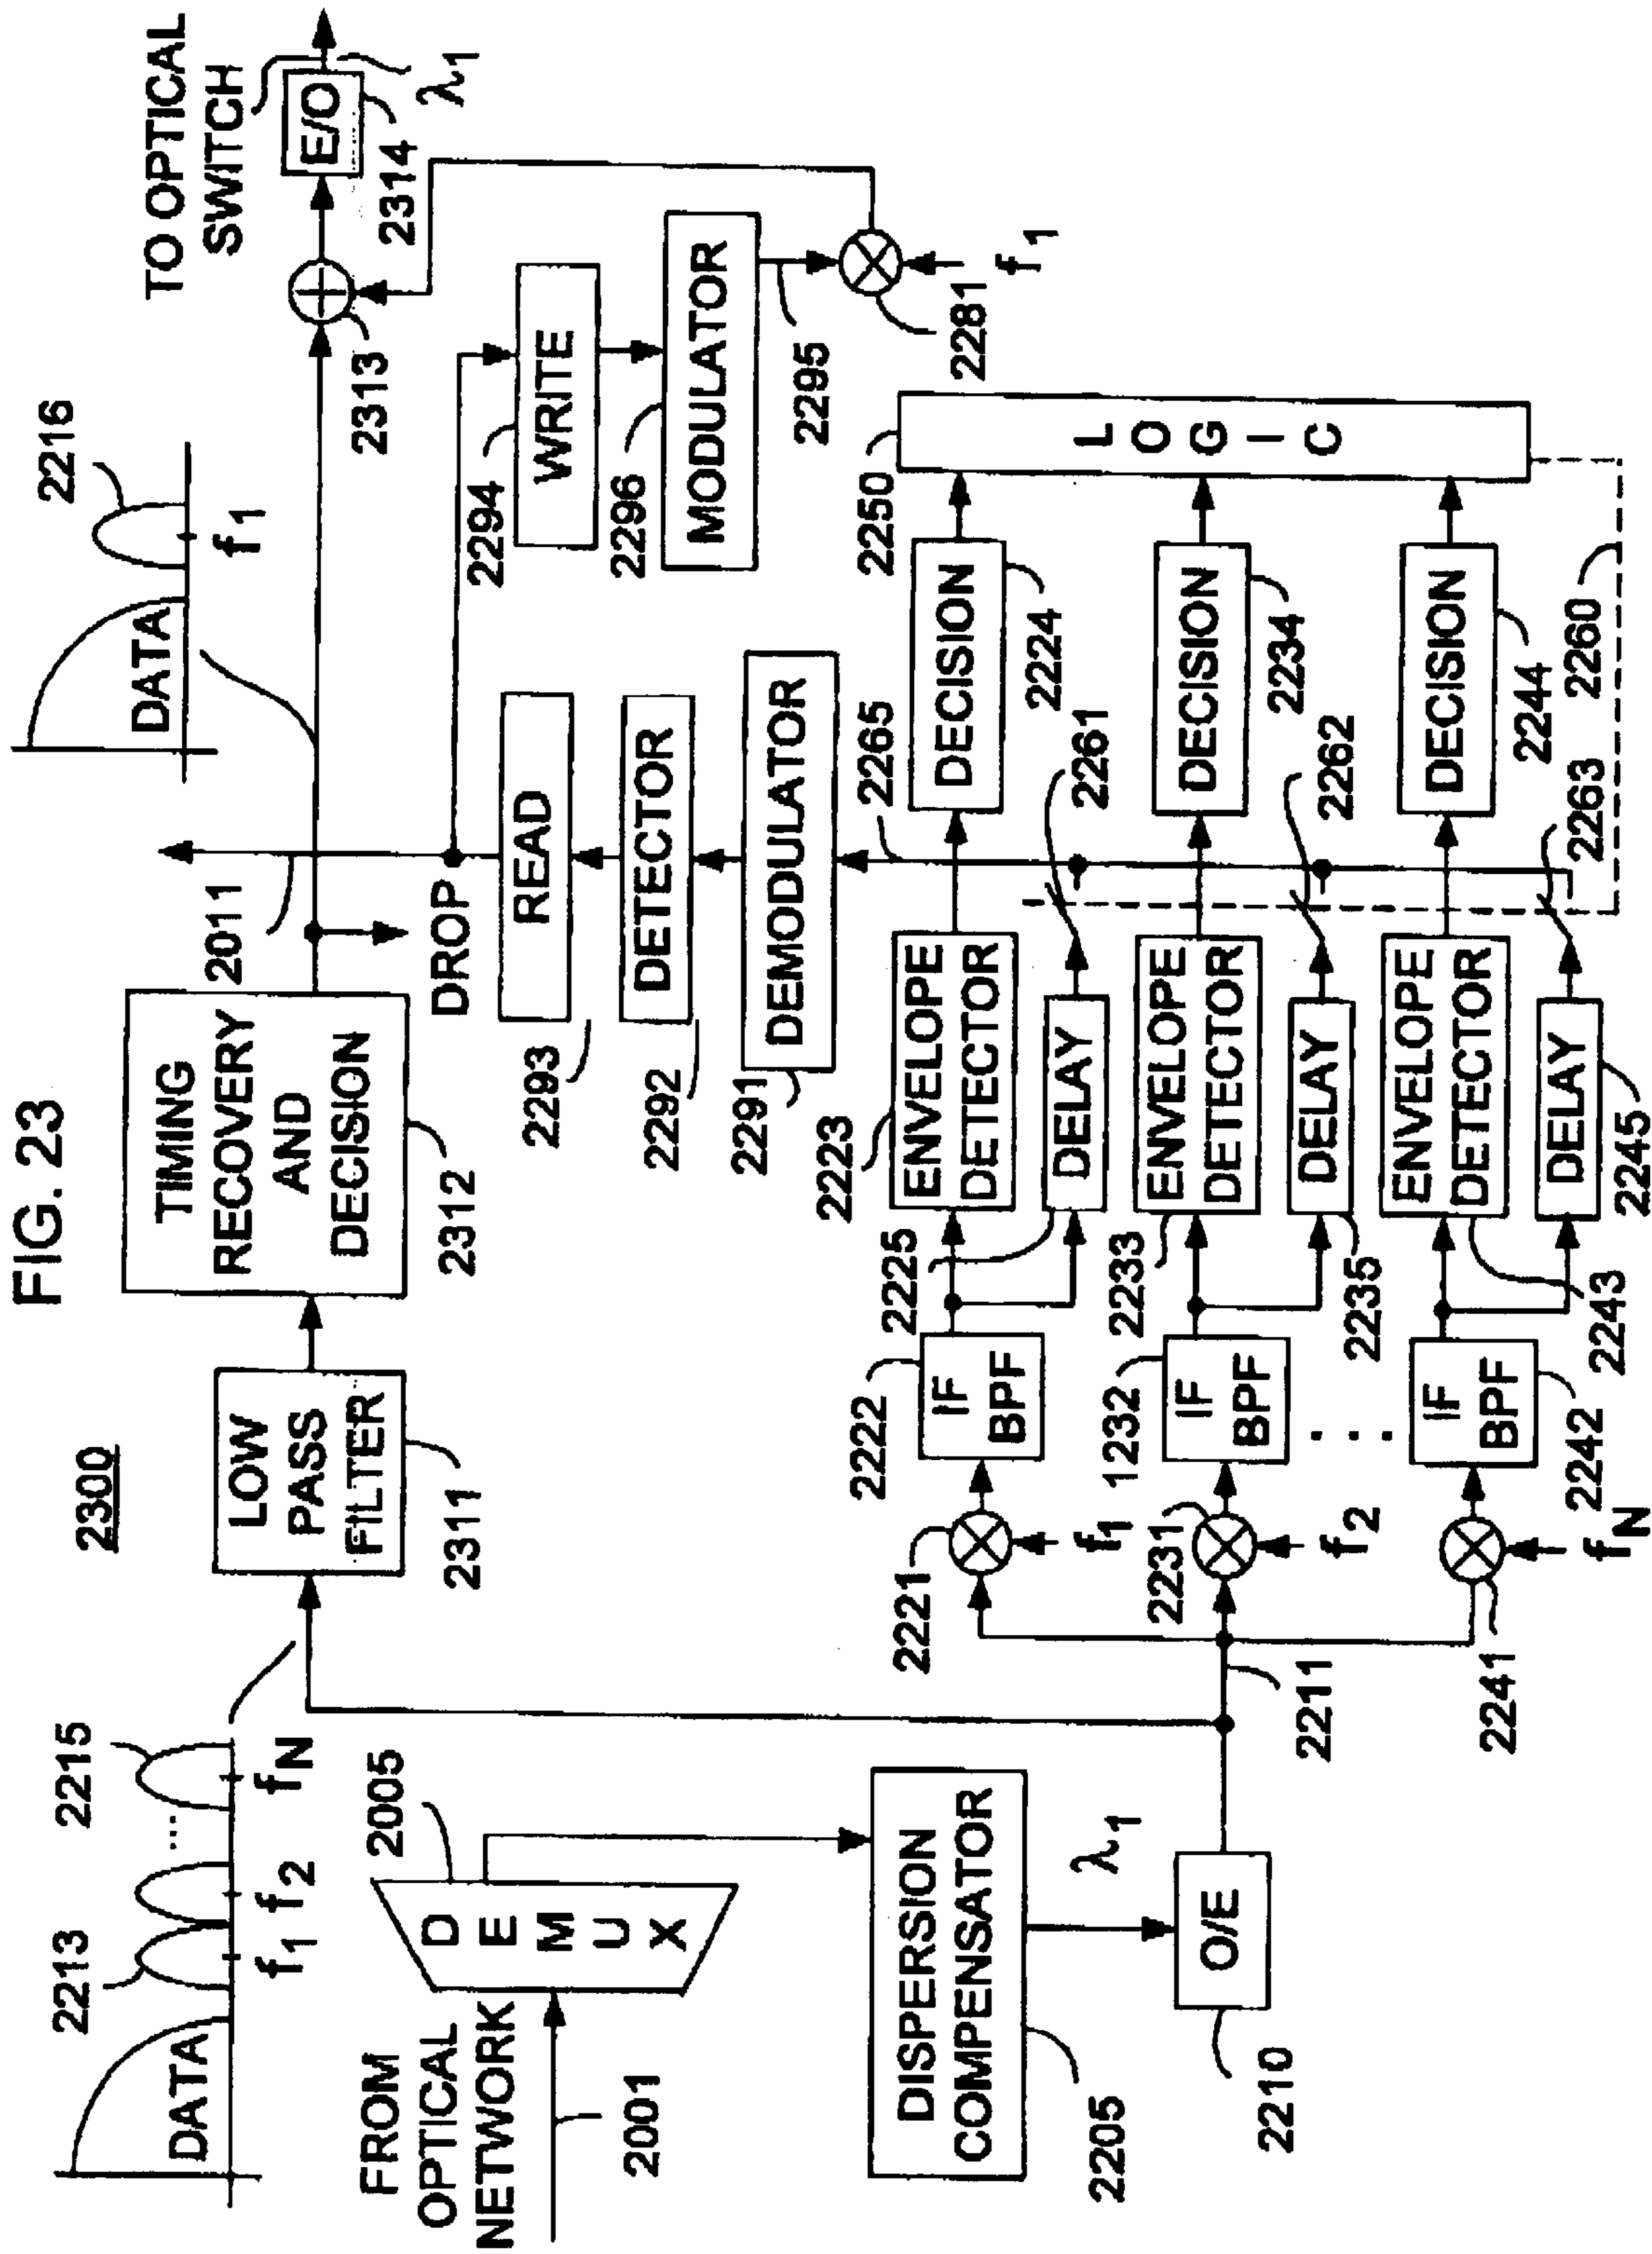 FIG. 23
2300
2213
2215
DATA
f1
f2
...
fN
FROM
OPTICAL
NETWORK
2001
DEMUX
2005
DISPERSION
COMPENSATOR
2205
λ1
O/E
2210
2211
LOW
PASS
FILTER
2311
TIMING
RECOVERY
AND
DECISION
2312
2011
DROP
DATA
f1
2216
2313
TO OPTICAL
SWITCH
E/O
2314
λ1
READ
2293
DETECTOR
2292
DEMODULATOR
2291
2265
WRITE
2294
MODULATOR
2296
2295
2281
f1
2221
f1
2222
IF
BPF
2225
2223
ENVELOPE
DETECTOR
DELAY
2261
DECISION
2224
2250
LOGIC
2231
f2
1232
IF
BPF
2233
ENVELOPE
DETECTOR
DELAY
2235
2262
DECISION
2234
...
2241
fN
IF
BPF
2242
2243
ENVELOPE
DETECTOR
DELAY
2245
2263
DECISION
2244
2260